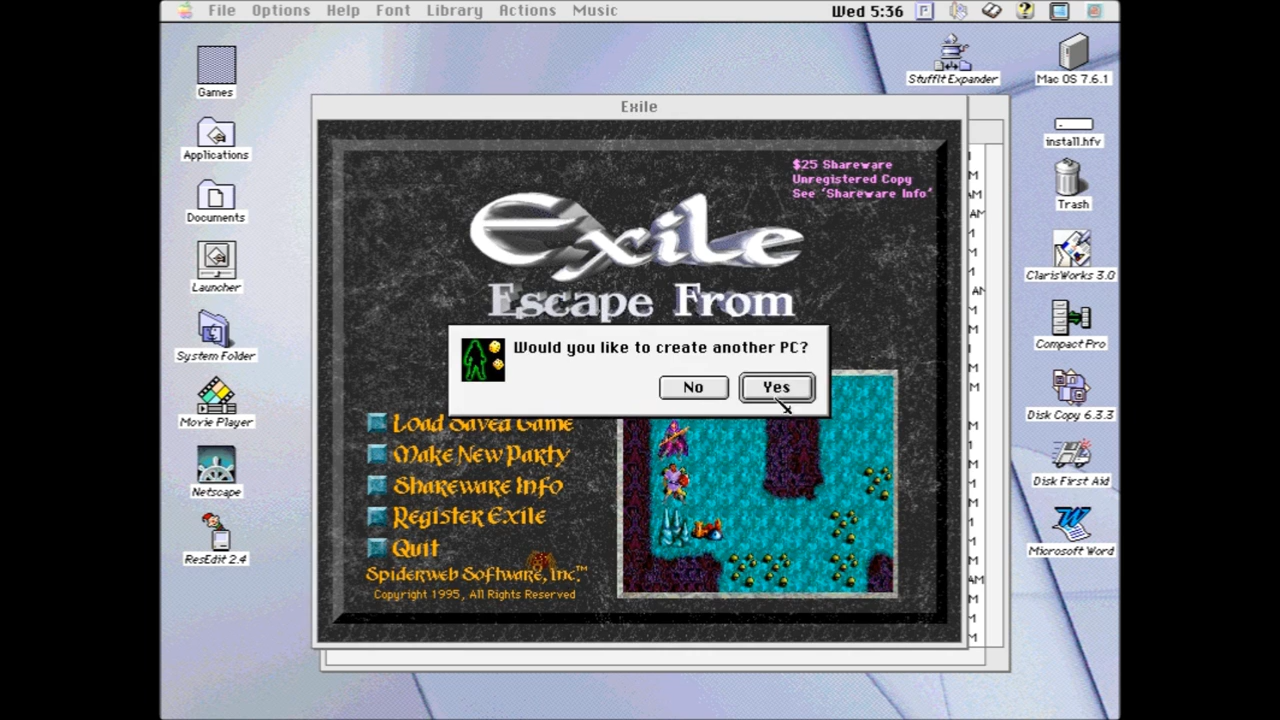 File Options Help Font Library Actions Music Wed 5:36
Games
Applications
Documents
Launcher
System Folder
Movie Player
Netscape
ResEdit 2.4
StuffIt Expander
Mac OS 7.6.1
install.hfv
Trash
ClarisWorks 3.0
Compact Pro
Disk Copy 6.3.3
Disk First Aid
Microsoft Word
Exile
$25 Shareware
Unregistered Copy
See 'Shareware Info'
Exile
Escape From
Would you like to create another PC?
No Yes
Load Saved Game
Make New Party
Shareware Info
Register Exile
Quit
Spiderweb Software, Inc.™
Copyright 1995, All Rights Reserved